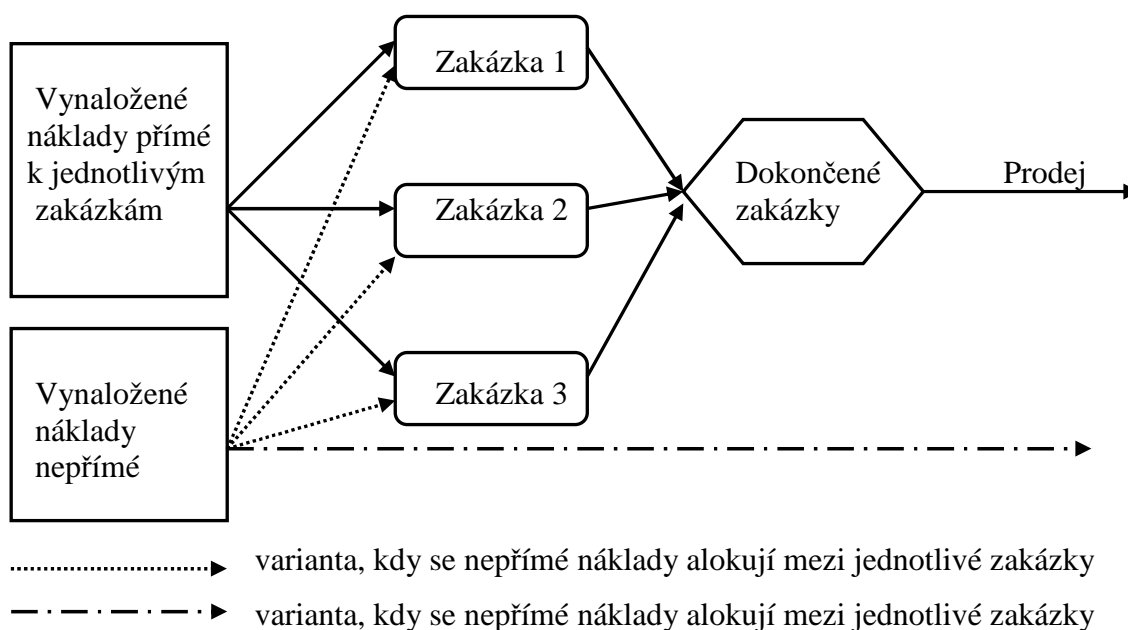 Vynaložené
náklady přímé
k jednotlivým
zakázkám
Zakázka 1
Zakázka 2
Zakázka 3
Dokončené
zakázky
Prodej
Vynaložené
náklady
nepřímé
varianta, kdy se nepřímé náklady alokují mezi jednotlivé zakázky
varianta, kdy se nepřímé náklady alokují mezi jednotlivé zakázky